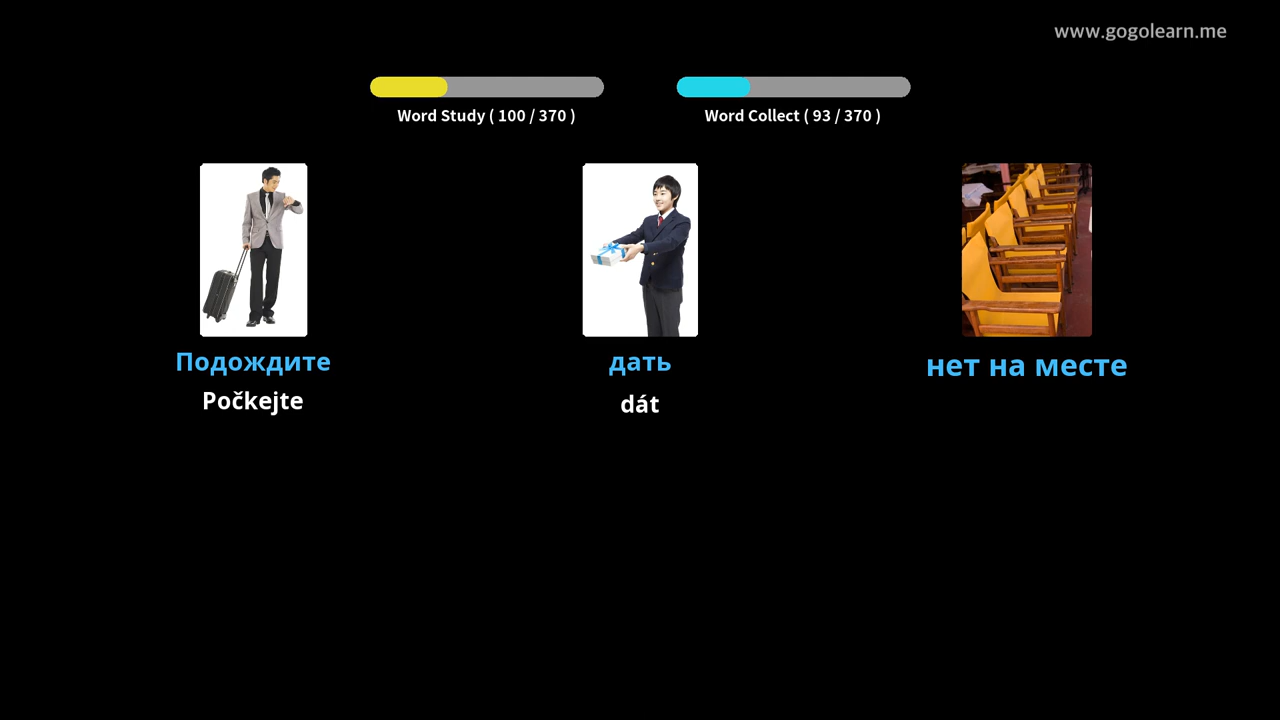 www.gogolearn.me
Word Study ( 100 / 370 )
Word Collect ( 93 / 370 )
Подождите
Počkejte
дать
dát
нет на месте